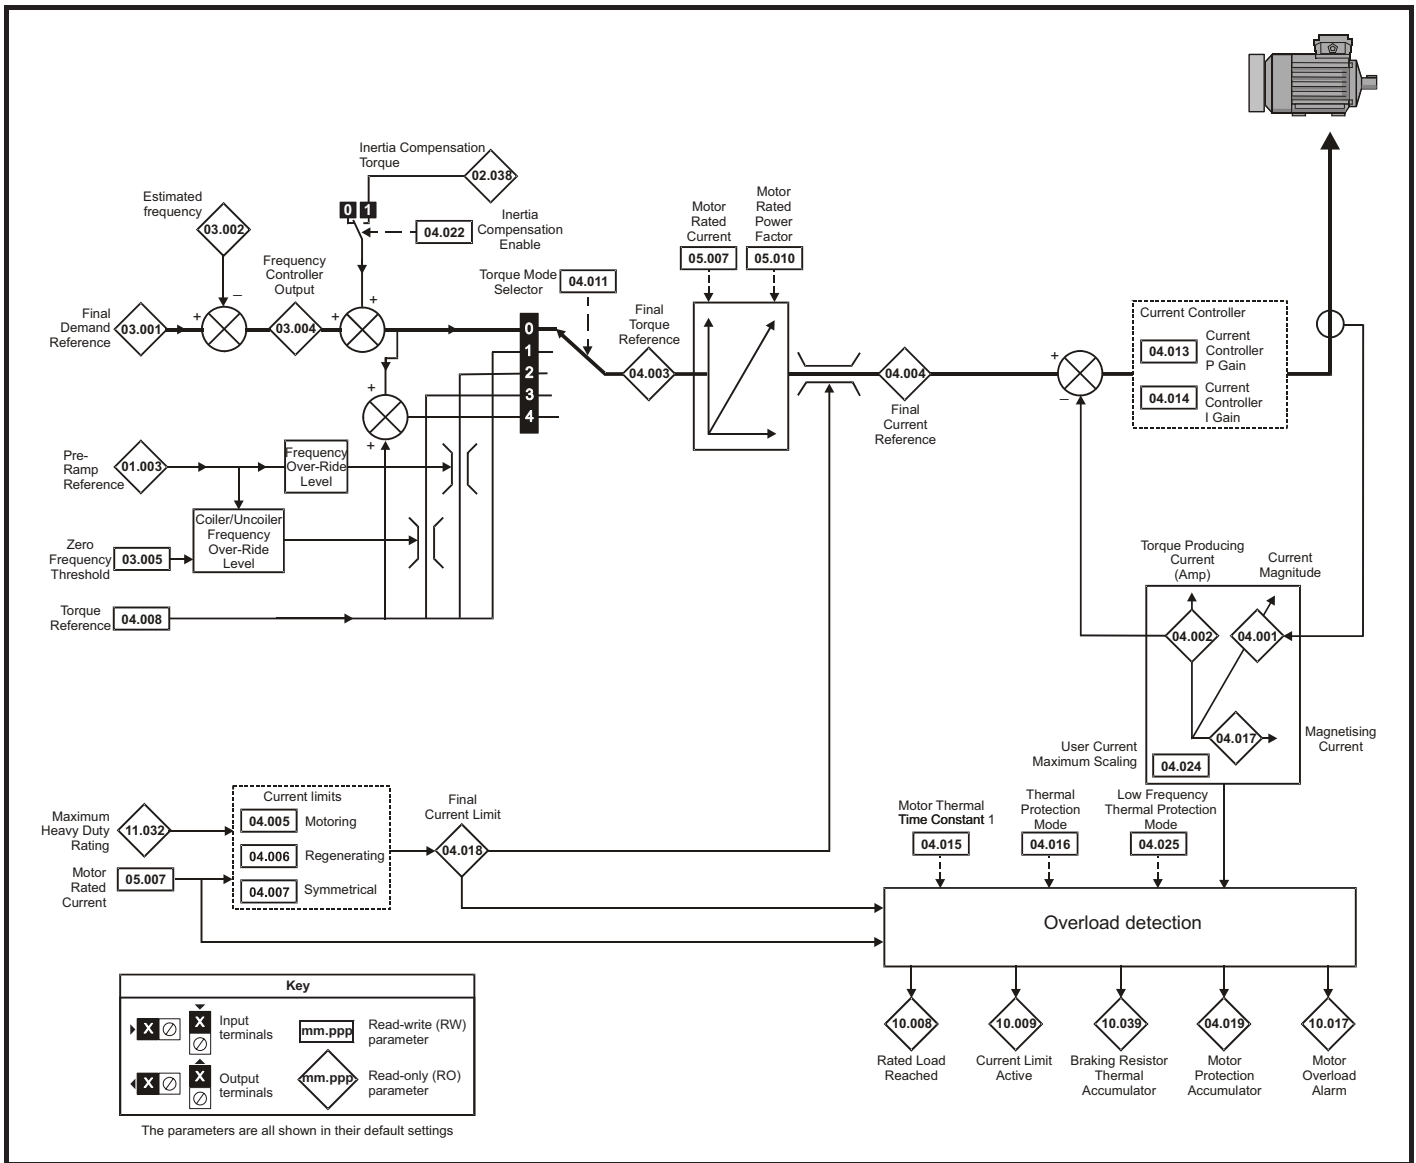 Inertia Compensation
Torque
02.038
0 1
04.022
Inertia
Compensation
Enable
Estimated
frequency
03.002
Frequency
Controller
Output
Final
Demand
Reference
03.001
+
–
03.004
+
+
Torque Mode
Selector
04.011
0
1
2
3
4
+
+
Final
Torque
Reference
04.003
Motor
Rated
Current
05.007
Motor
Rated
Power
Factor
05.010
04.004
Final
Current
Reference
+
–
Current Controller
04.013
Current
Controller
P Gain
04.014
Current
Controller
I Gain
Pre-
Ramp
Reference
01.003
Frequency
Over-Ride
Level
Coiler/Uncoiler
Frequency
Over-Ride
Level
Zero
Frequency
Threshold
03.005
Torque
Reference
04.008
Torque Producing
Current
(Amp)
Current
Magnitude
04.002
04.001
04.017
Magnetising
Current
User Current
Maximum Scaling
04.024
Maximum
Heavy Duty
Rating
11.032
Motor
Rated
Current
05.007
Current limits
04.005
Motoring
04.006
Regenerating
04.007
Symmetrical
Final
Current Limit
04.018
Motor Thermal
Time Constant 1
04.015
Thermal
Protection
Mode
04.016
Low Frequency
Thermal Protection
Mode
04.025
Overload detection
10.008
Rated Load
Reached
10.009
Current Limit
Active
10.039
Braking Resistor
Thermal
Accumulator
04.019
Motor
Protection
Accumulator
10.017
Motor
Overload
Alarm
Key
X
X
Input
terminals
mm.ppp
Read-write (RW)
parameter
X
X
Output
terminals
mm.ppp
Read-only (RO)
parameter
The parameters are all shown in their default settings